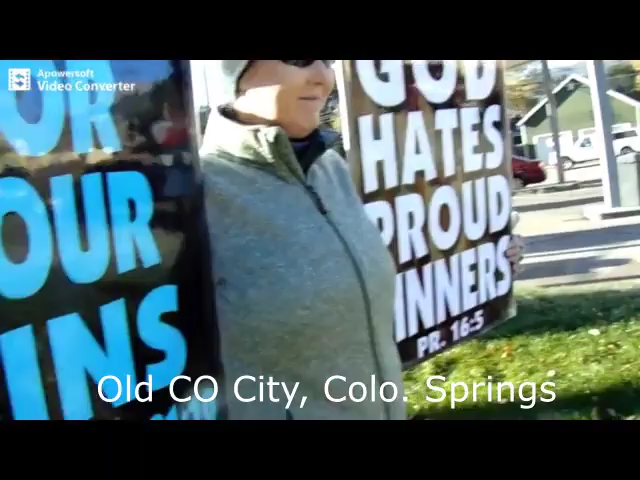 Apowersoft
Video Converter
OR
OUR
INS
GOD
HATES
PROUD
INNERS
PR. 16:5
Old CO City, Colo. Springs